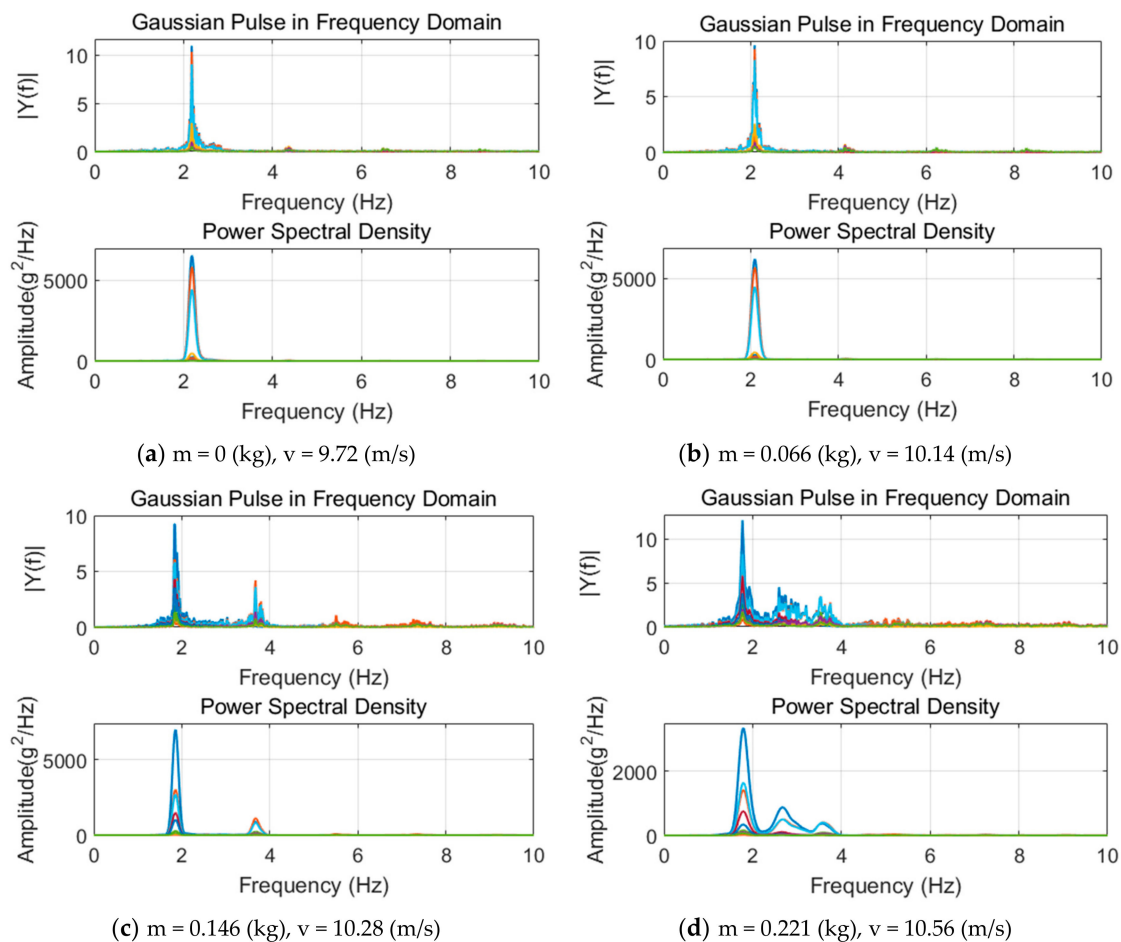 Gaussian Pulse in Frequency Domain
|Y(f)|
10
5
0
0 2 4 6 8 10
Frequency (Hz)
Power Spectral Density
Amplitude(g²/Hz)
5000
0
0 2 4 6 8 10
Frequency (Hz)
(a) m = 0 (kg), v = 9.72 (m/s)
Gaussian Pulse in Frequency Domain
|Y(f)|
10
5
0
0 2 4 6 8 10
Frequency (Hz)
Power Spectral Density
Amplitude(g²/Hz)
5000
0
0 2 4 6 8 10
Frequency (Hz)
(b) m = 0.066 (kg), v = 10.14 (m/s)
Gaussian Pulse in Frequency Domain
|Y(f)|
10
5
0
0 2 4 6 8 10
Frequency (Hz)
Power Spectral Density
Amplitude(g²/Hz)
5000
0
0 2 4 6 8 10
Frequency (Hz)
(c) m = 0.146 (kg), v = 10.28 (m/s)
Gaussian Pulse in Frequency Domain
|Y(f)|
10
5
0
0 2 4 6 8 10
Frequency (Hz)
Power Spectral Density
Amplitude(g²/Hz)
2000
0
0 2 4 6 8 10
Frequency (Hz)
(d) m = 0.221 (kg), v = 10.56 (m/s)